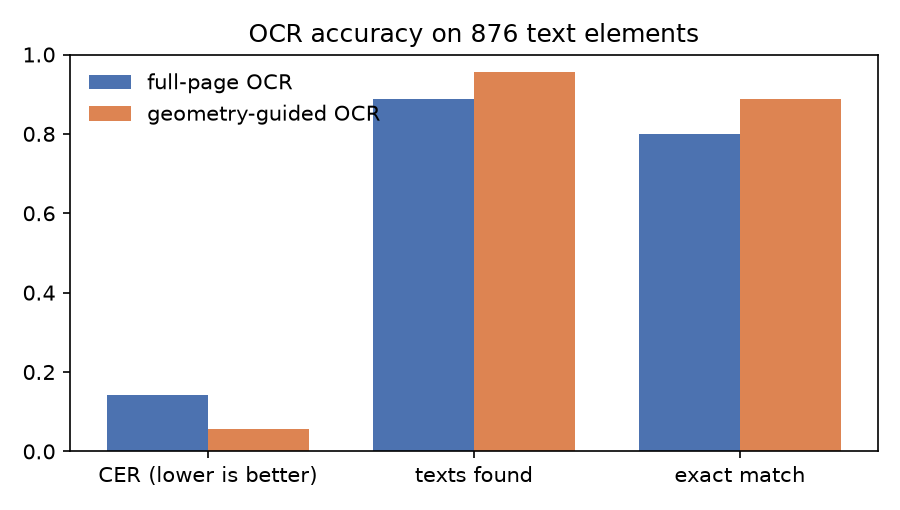 OCR accuracy on 876 text elements
1.0
0.8
0.6
0.4
0.2
0.0
full-page OCR
geometry-guided OCR
CER (lower is better)
texts found
exact match